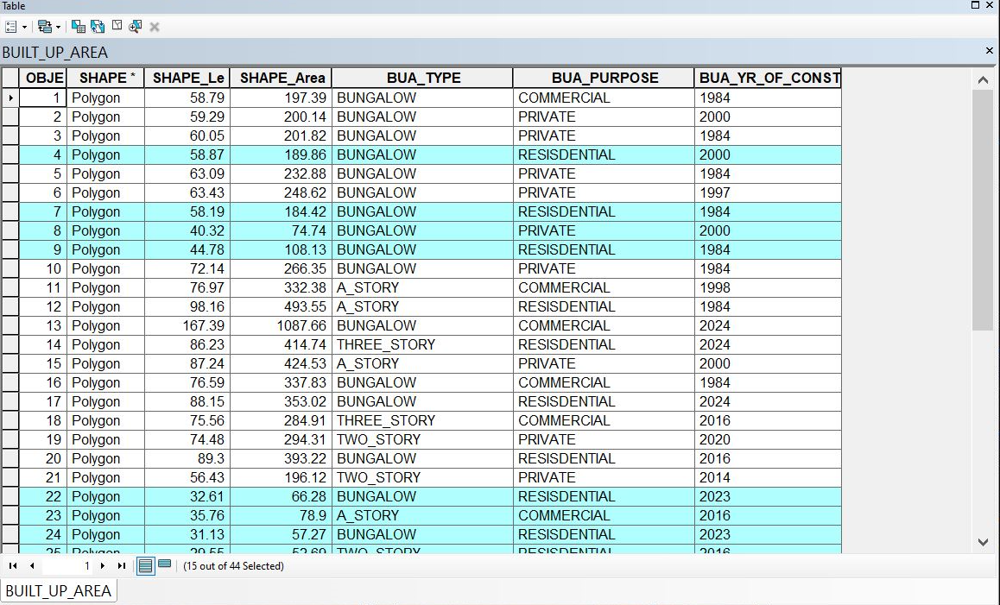 Table
BUILT_UP_AREA
OBJE SHAPE * SHAPE_Le SHAPE_Area BUA_TYPE BUA_PURPOSE BUA_YR_OF_CONST
1 Polygon 58.79 197.39 BUNGALOW COMMERCIAL 1984
2 Polygon 59.29 200.14 BUNGALOW PRIVATE 2000
3 Polygon 60.05 201.82 BUNGALOW PRIVATE 1984
4 Polygon 58.87 189.86 BUNGALOW RESISDENTIAL 2000
5 Polygon 63.09 232.88 BUNGALOW PRIVATE 1984
6 Polygon 63.43 248.62 BUNGALOW PRIVATE 1997
7 Polygon 58.19 184.42 BUNGALOW RESISDENTIAL 1984
8 Polygon 40.32 74.74 BUNGALOW PRIVATE 2000
9 Polygon 44.78 108.13 BUNGALOW RESISDENTIAL 1984
10 Polygon 72.14 266.35 BUNGALOW PRIVATE 1984
11 Polygon 76.97 332.38 A_STORY COMMERCIAL 1998
12 Polygon 98.16 493.55 A_STORY RESISDENTIAL 1984
13 Polygon 167.39 1087.66 BUNGALOW COMMERCIAL 2024
14 Polygon 86.23 414.74 THREE_STORY RESISDENTIAL 2024
15 Polygon 87.24 424.53 A_STORY PRIVATE 2000
16 Polygon 76.59 337.83 BUNGALOW COMMERCIAL 1984
17 Polygon 88.15 353.02 BUNGALOW RESISDENTIAL 2024
18 Polygon 75.56 284.91 THREE_STORY COMMERCIAL 2016
19 Polygon 74.48 294.31 TWO_STORY PRIVATE 2020
20 Polygon 89.3 393.22 BUNGALOW RESISDENTIAL 2016
21 Polygon 56.43 196.12 TWO_STORY PRIVATE 2014
22 Polygon 32.61 66.28 BUNGALOW RESISDENTIAL 2023
23 Polygon 35.76 78.9 A_STORY COMMERCIAL 2016
24 Polygon 31.13 57.27 BUNGALOW RESISDENTIAL 2023
25 Polygon 29.55 52.69 TWO_STORY RESISDENTIAL 2016
1 (15 out of 44 Selected)
BUILT_UP_AREA